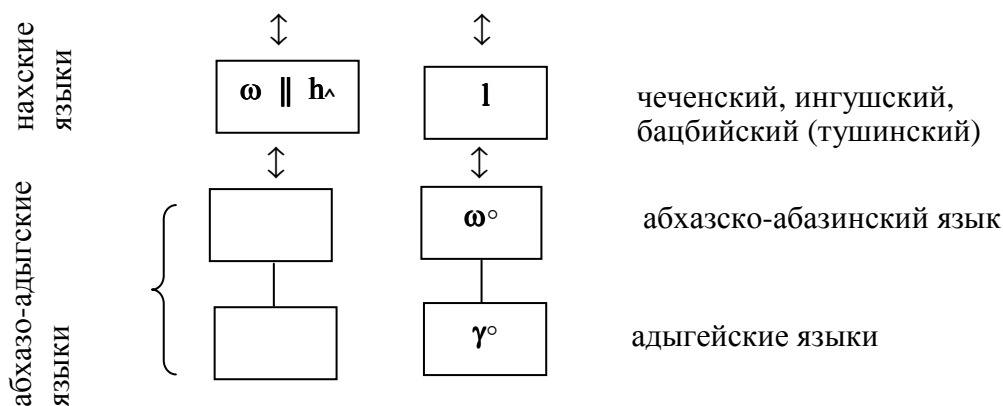 нахские
языки
↕ ↕
ω ‖ h^
l
чеченский, ингушский,
бацбийский (тушинский)
↕
абхазо-адыгские
языки
ω°
абхазско-абазинский язык
γ°
адыгейские языки